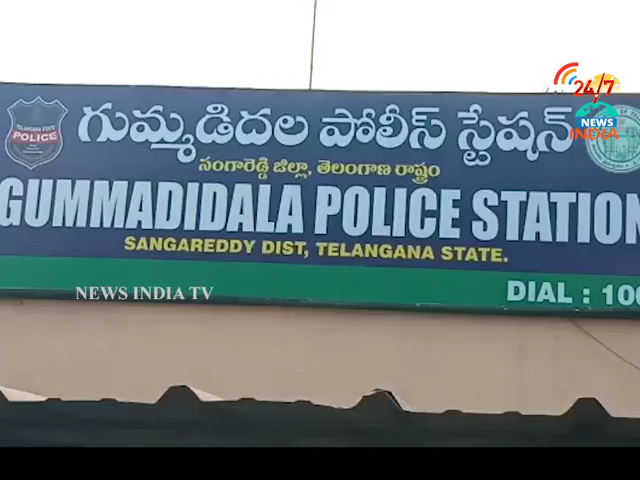 24/7
NEWS
INDIA
TELANGANA STATE
POLICE
గుమ్మడిదల పోలీస్ స్టేషన్
సంగారెడ్డి జిల్లా, తెలంగాణ రాష్ట్రం
GUMMADIDALA POLICE STATION
SANGAREDDY DIST, TELANGANA STATE.
NEWS INDIA TV
DIAL : 100